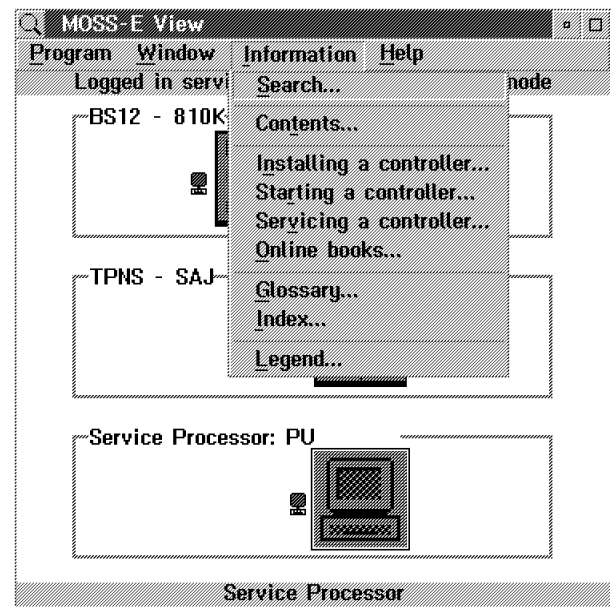 MOSS-E View
Program Window Information Help
Logged in servi node
Search...
BS12 - 810K
Contents...
Installing a controller...
Starting a controller...
Servicing a controller...
Online books...
TPNS - SAJ
Glossary...
Index...
Legend...
Service Processor: PU
Service Processor